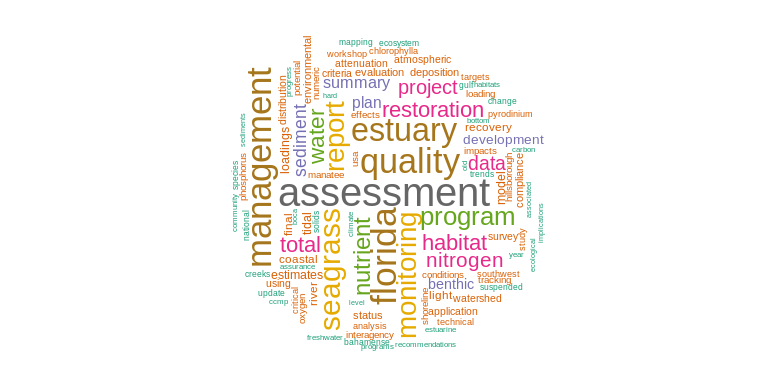 mapping
ecosystem
workshop
chlorophylla
attenuation
atmospheric
criteria
evaluation
deposition
targets
summary
project
gulf
habitats
hard
plan
restoration
loading
change
effects
bottom
pyrodinium
estuary
recovery
development
quality
impacts
carbon
data
manatee
trends
assessment
program
habitat
survey
total
nitrogen
year
coastal
assurance
conditions
southwest
creeks
estimates
benthic
tracking
suspended
using
update
light
watershed
ccmp
level
status
application
analysis
technical
interagency
estuarine
freshwater
bahamense
programs
recommendations
management
progress
potential
numeric
environmental
distribution
loadings
sediment
water
report
usa
sediments
phosphorus
species
community
national
final
boca
tidal
solids
seagrass
climate
nutrient
florida
monitoring
old
model
hillsborough
compliance
associated
implications
study
ecological
critical
oxygen
river
shoreline